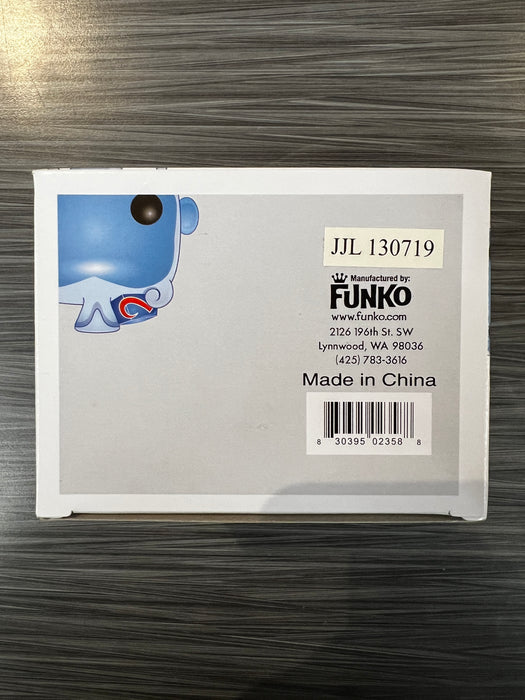 JJL 130719
Manufactured by:
FUNKO
www.funko.com
2126 196th St. SW
Lynnwood, WA 98036
(425) 783-3616
Made in China
8 30395 02358 8